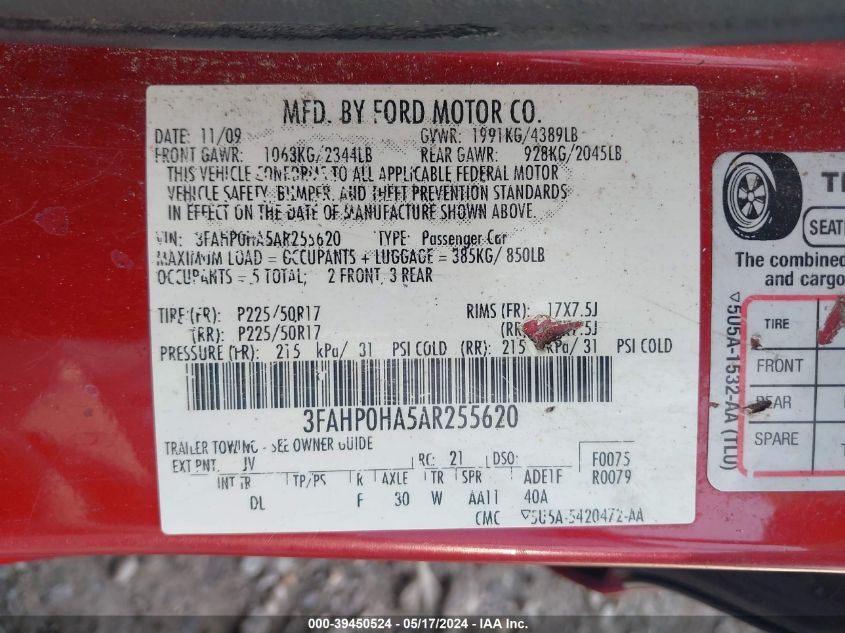 MFD. BY FORD MOTOR CO.
DATE: 11/09 GVWR: 1991KG/4389LB
FRONT GAWR: 1063KG/2344LB REAR GAWR: 928KG/2045LB
THIS VEHICLE CONFORMS TO ALL APPLICABLE FEDERAL MOTOR
VEHICLE SAFETY, BUMPER, AND THEFT PREVENTION STANDARDS
IN EFFECT ON THE DATE OF MANUFACTURE SHOWN ABOVE.
VIN: 3FAHP0HA5AR255620 TYPE: Passenger Car
MAXIMUM LOAD = OCCUPANTS + LUGGAGE = 385KG/ 850LB
OCCUPANTS = 5 TOTAL; 2 FRONT, 3 REAR
TIRE (FR): P225/50R17 RIMS (FR): 17X7.5J
(RR): P225/50R17 (RR 5J
PRESSURE (FR): 215 kPa/ 31 PSI COLD (RR): 215 kPa/ 31 PSI COLD
3FAHP0HA5AR255620
TRAILER TOWING - SEE OWNER GUIDE
EXT PNT: JV RC: 21 DSO: F0075
INT TR TP/PS R AXLE TR SPR ADE1F R0079
DL F 30 W AA11 40A
CMC ▽5U5A-5420472-AA
SEAT
The combined
and cargo
TIRE
FRONT
REAR
SPARE
▽5U5A-1532-AA (TLU)
000-39450524 - 05/17/2024 - IAA Inc.